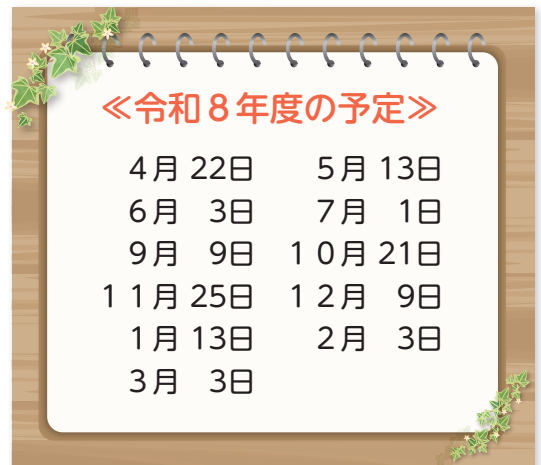 ≪令和８年度の予定≫
４月 22日 ５月 13日
６月 3日 ７月 1日
９月 9日 １０月 21日
１１月 25日 １２月 9日
１月 13日 ２月 3日
３月 3日